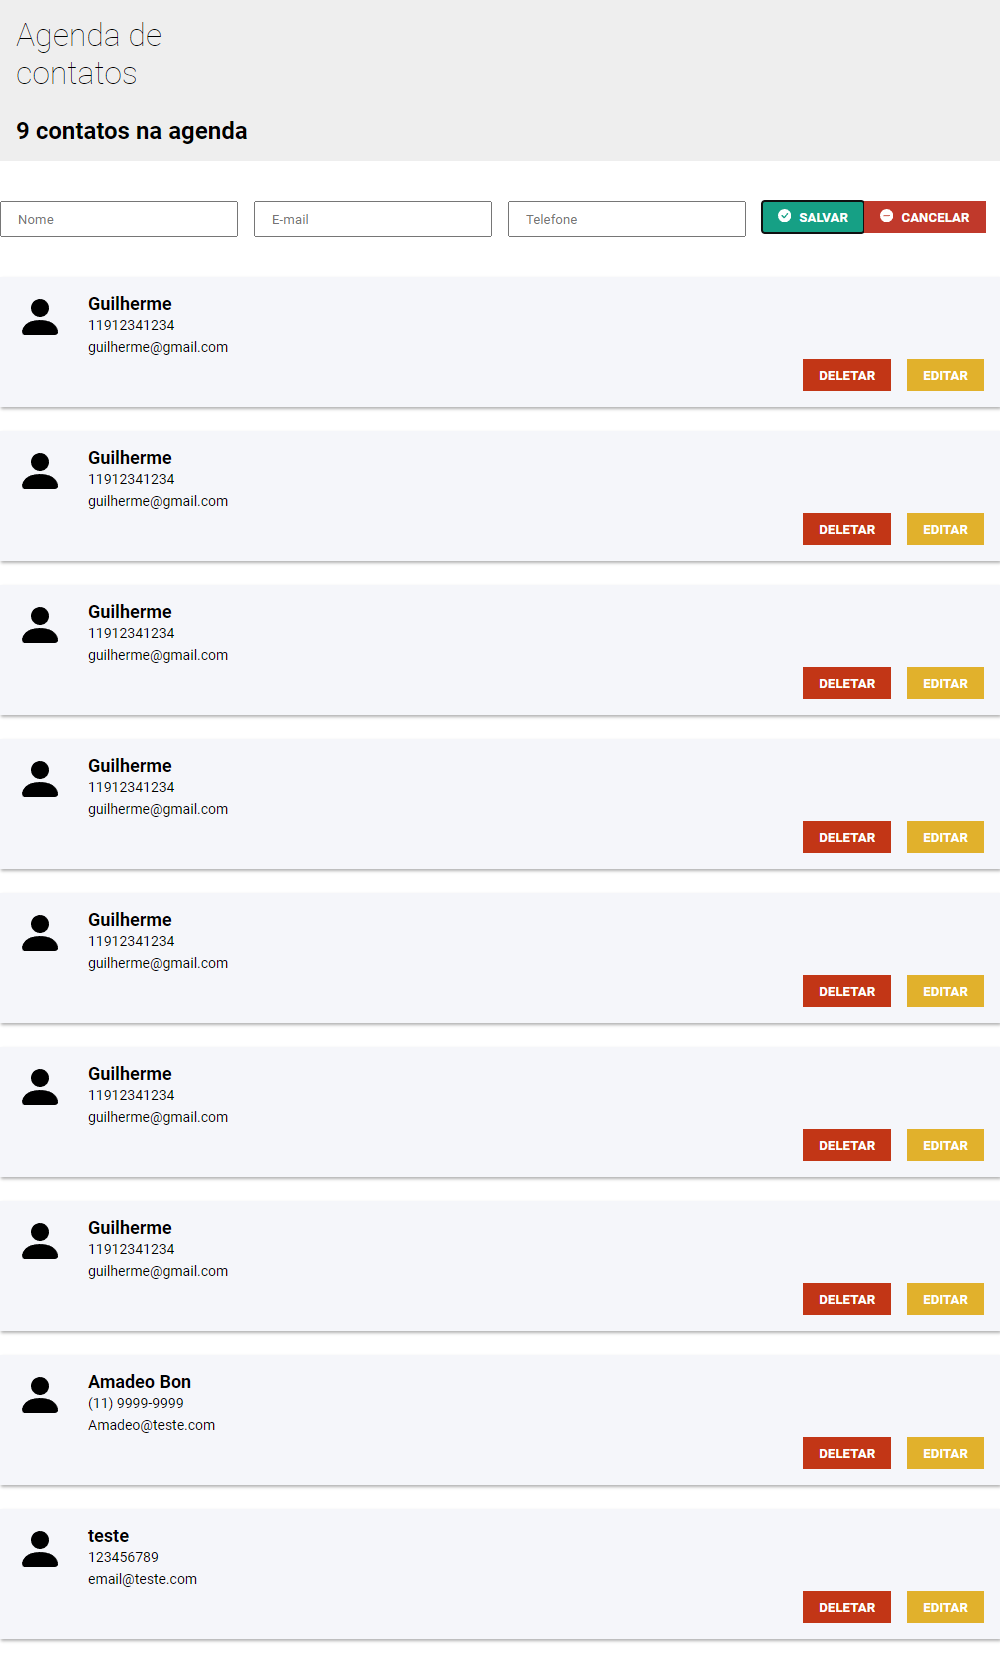 Agenda de
contatos
9 contatos na agenda
Nome E-mail Telefone SALVAR CANCELAR
Guilherme
11912341234
guilherme@gmail.com
DELETAR EDITAR
Guilherme
11912341234
guilherme@gmail.com
DELETAR EDITAR
Guilherme
11912341234
guilherme@gmail.com
DELETAR EDITAR
Guilherme
11912341234
guilherme@gmail.com
DELETAR EDITAR
Guilherme
11912341234
guilherme@gmail.com
DELETAR EDITAR
Guilherme
11912341234
guilherme@gmail.com
DELETAR EDITAR
Guilherme
11912341234
guilherme@gmail.com
DELETAR EDITAR
Amadeo Bon
(11) 9999-9999
Amadeo@teste.com
DELETAR EDITAR
teste
123456789
email@teste.com
DELETAR EDITAR